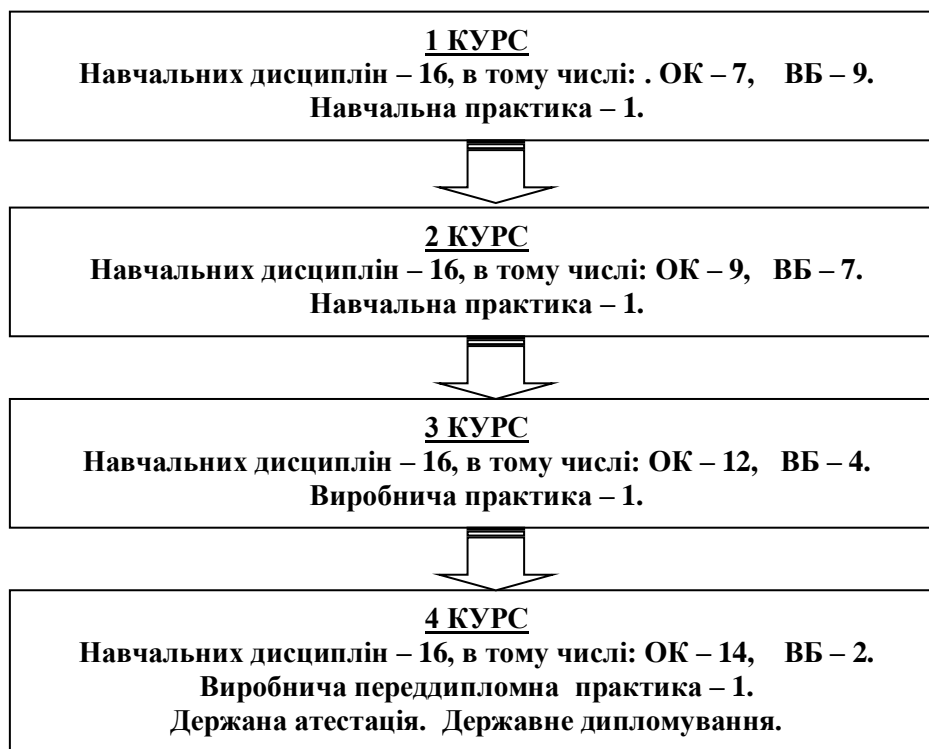 1 КУРС
Навчальних дисциплін – 16, в тому числі: . ОК – 7, ВБ – 9.
Навчальна практика – 1.
2 КУРС
Навчальних дисциплін – 16, в тому числі: ОК – 9, ВБ – 7.
Навчальна практика – 1.
3 КУРС
Навчальних дисциплін – 16, в тому числі: ОК – 12, ВБ – 4.
Виробнича практика – 1.
4 КУРС
Навчальних дисциплін – 16, в тому числі: ОК – 14, ВБ – 2.
Виробнича переддипломна практика – 1.
Держана атестація. Державне дипломування.